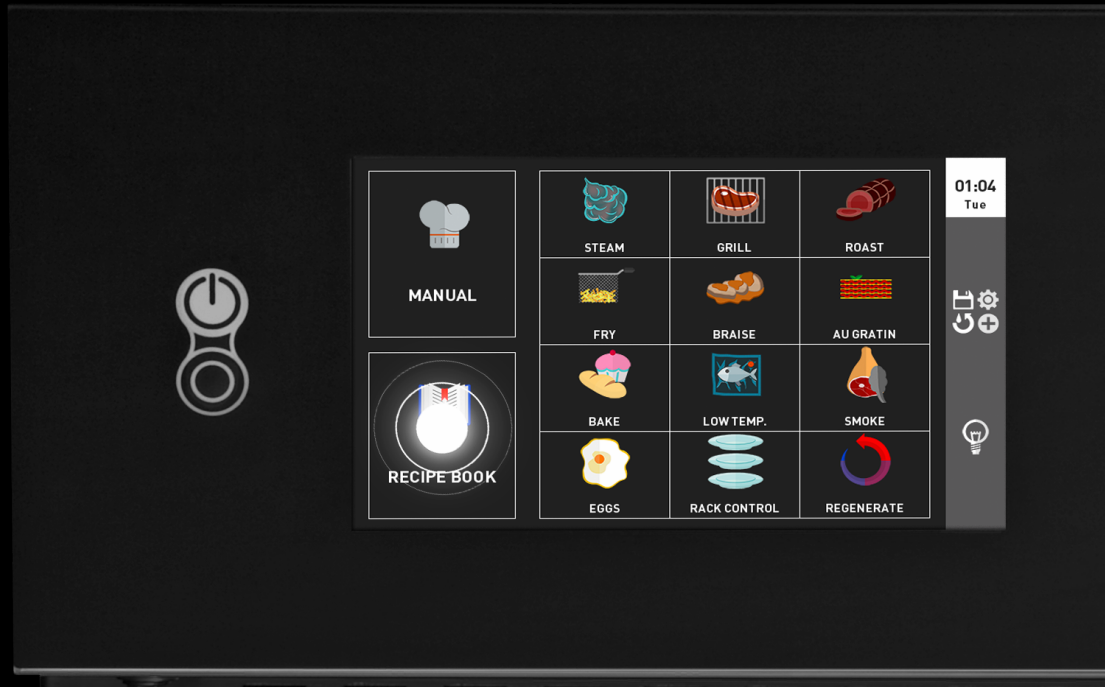 MANUAL
RECIPE BOOK
STEAM
GRILL
ROAST
FRY
BRAISE
AU GRATIN
BAKE
LOW TEMP.
SMOKE
EGGS
RACK CONTROL
REGENERATE
01:04
Tue